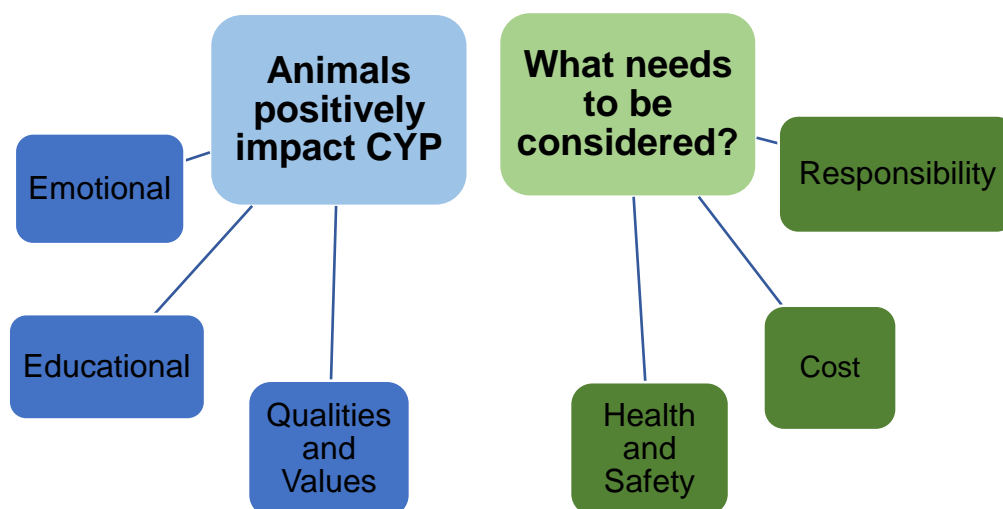 Animals
positively
impact CYP
Emotional
Educational
Qualities
and
Values
What needs
to be
considered?
Responsibility
Cost
Health
and
Safety